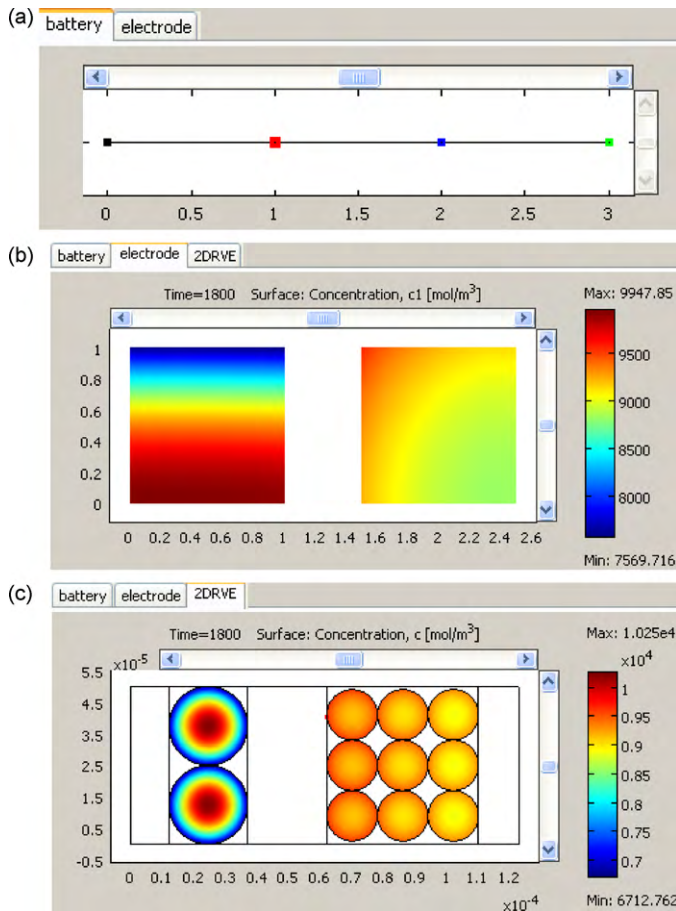 (a)
battery electrode
0 0.5 1 1.5 2 2.5 3
(b)
battery electrode 2DRVE
Time=1800 Surface: Concentration, c1 [mol/m³]
Max: 9947.85
1
0.8
0.6
0.4
0.2
0
0 0.2 0.4 0.6 0.8 1 1.2 1.4 1.6 1.8 2 2.2 2.4 2.6
9500
9000
8500
8000
Min: 7569.716
(c)
battery electrode 2DRVE
Time=1800 Surface: Concentration, c [mol/m³]
Max: 1.025e4
×10⁻⁵
5.5
4.5
3.5
2.5
1.5
0.5
-0.5
0 0.1 0.2 0.3 0.4 0.5 0.6 0.7 0.8 0.9 1 1.1 1.2
×10⁻⁴
×10⁴
1
0.95
0.9
0.85
0.8
0.75
0.7
Min: 6712.762